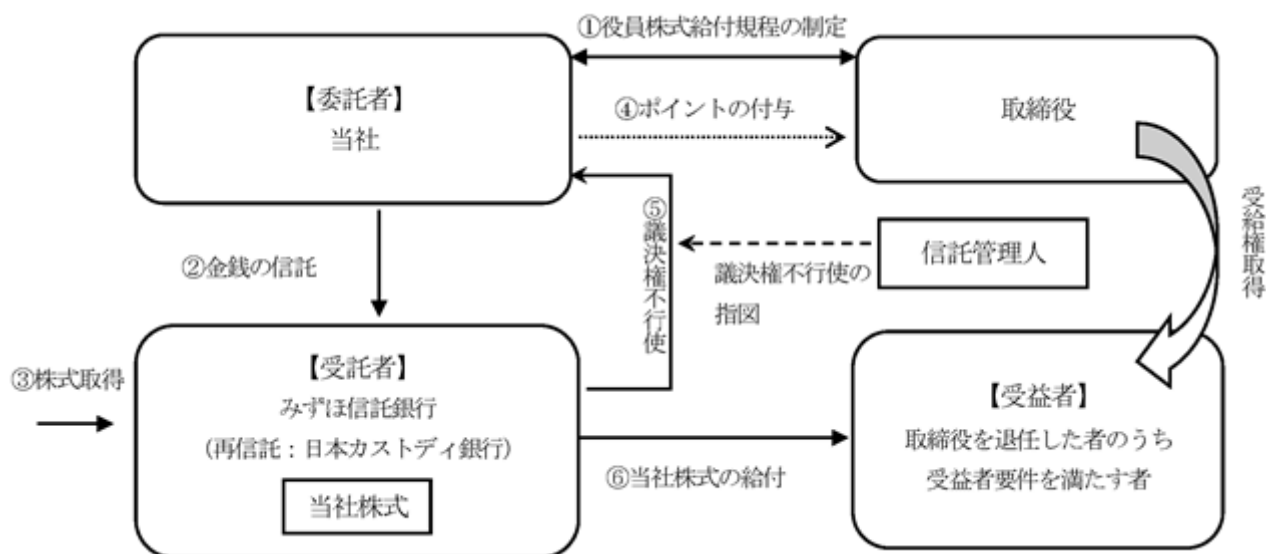 ①役員株式給付規程の制定
【委託者】
当社
④ポイントの付与
取締役
②金銭の信託
⑤議決権不行使
信託管理人
議決権不行使の
指図
受給権取得
③株式取得
【受託者】
みずほ信託銀行
(再信託：日本カストディ銀行)
当社株式
⑥当社株式の給付
【受益者】
取締役を退任した者のうち
受益者要件を満たす者